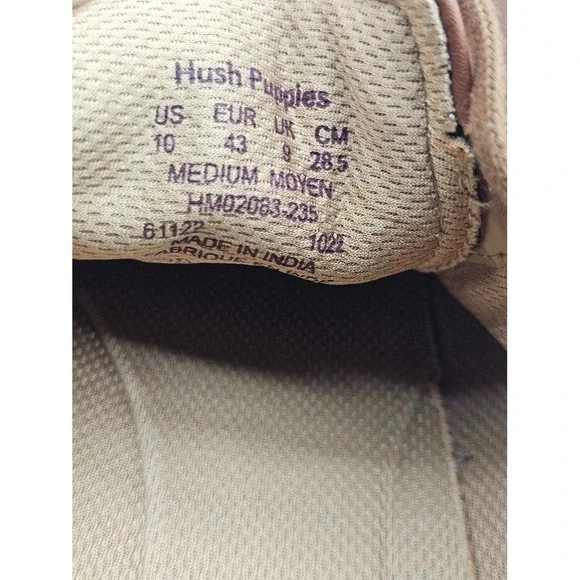 Hush Puppies
US EUR UK CM
10 43 9 28.5
MEDIUM MOYEN
HM02083-235
61122 1022
MADE IN INDIA